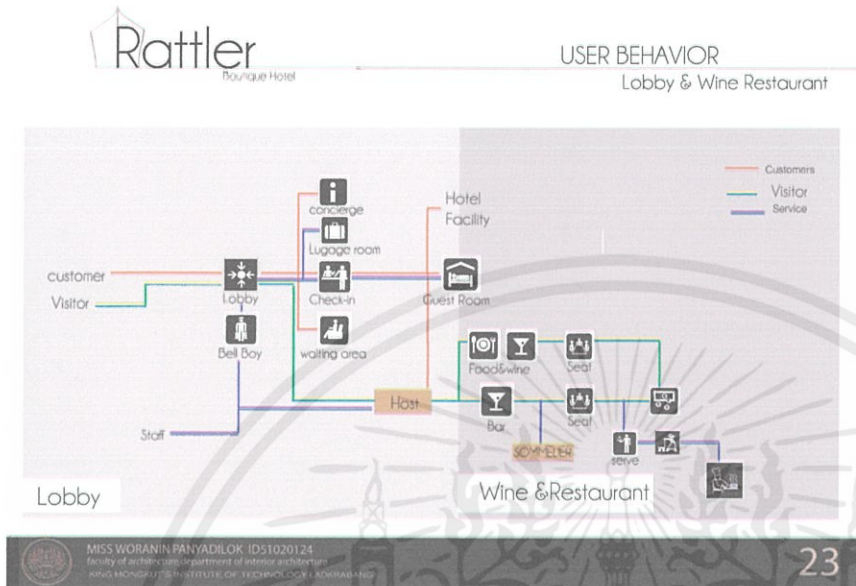 Rattler
Boutique Hotel
USER BEHAVIOR
Lobby & Wine Restaurant
Customers
Visitor
Service
concierge
Hotel
Facility
Lugage room
customer
Visitor
Lobby
Check-in
Guest Room
Bell Boy
waiting area
Food&wine
Seat
Host
Bar
Seat
Staff
SOMMELIER
serve
Lobby
Wine &Restaurant
MISS WORANIN PANYADILOK ID51020124
faculty of architecture department of interior architecture
KING MONGKUT'S INSTITUTE OF TECHNOLOGY LADKRABANG
23